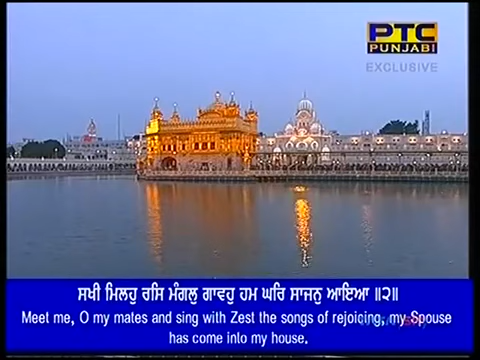 PTC
PUNJABI
EXCLUSIVE
ਸਖੀ ਮਿਲਹੁ ਰਸਿ ਮੰਗਲੁ ਗਾਵਹੁ ਹਮ ਘਰਿ ਸਾਜਨੁ ਆਇਆ ॥੨॥
Meet me, O my mates and sing with Zest the songs of rejoicing, my Spouse
has come into my house.